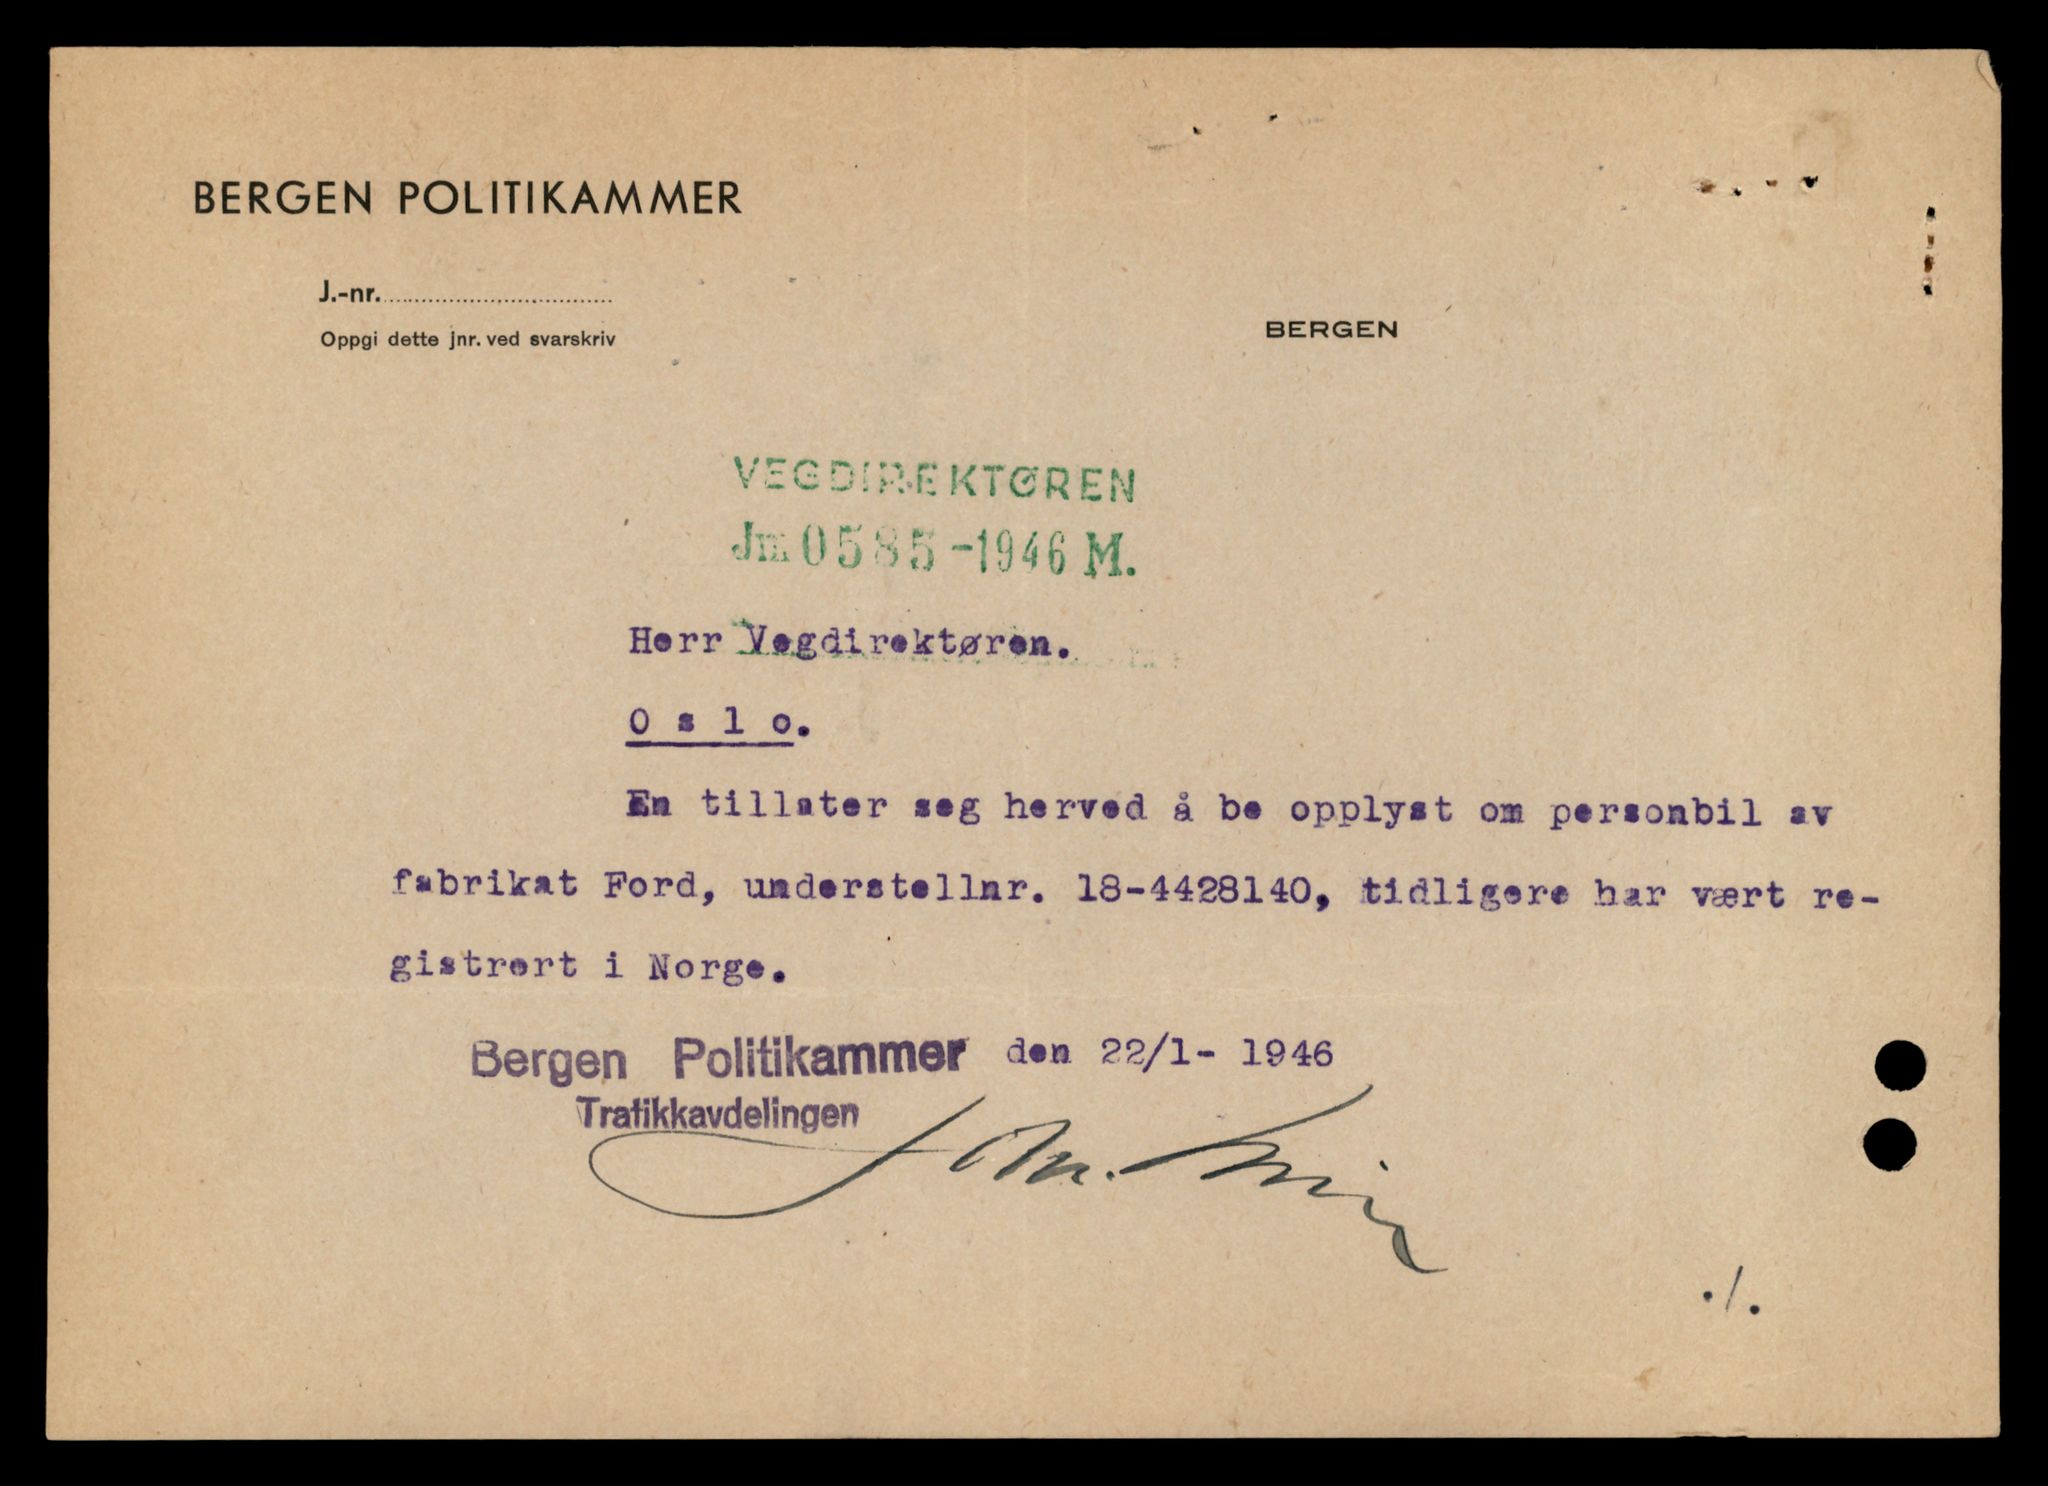 BERGEN POLITIKAMMER
J.-nr.
Oppgi dette jnr. ved svarskriv
BERGEN
VEGDIREKTØREN
Jnr 0585-1946 M.
Herr Vegdirektøren.
O s l o.
En tillater seg herved å be opplyst om personbil av
fabrikat Ford, understellnr. 18-4428140, tidligere har vært re-
gistrert i Norge.
Bergen Politikammer den 22/1- 1946
Trafikkavdelingen
./.